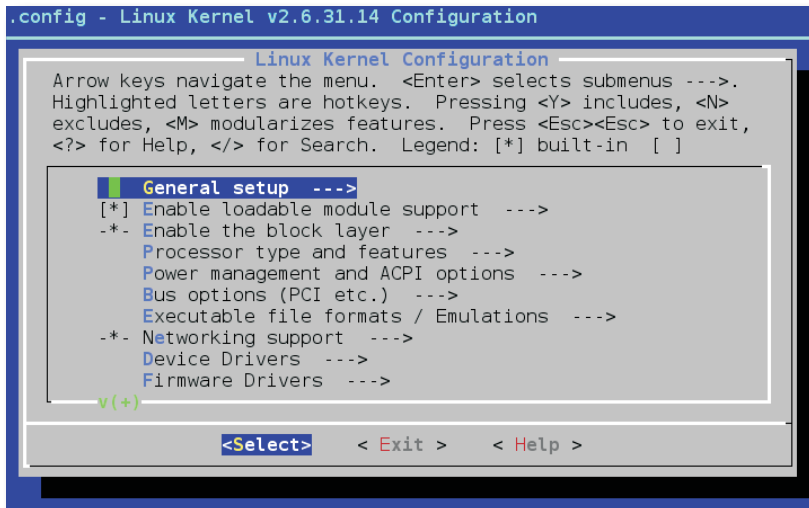 .config - Linux Kernel v2.6.31.14 Configuration
Linux Kernel Configuration
Arrow keys navigate the menu.  <Enter> selects submenus --->.
Highlighted letters are hotkeys.  Pressing <Y> includes, <N>
excludes, <M> modularizes features.  Press <Esc><Esc> to exit,
<?> for Help, </> for Search.  Legend: [*] built-in  [ ]
General setup  --->
[*] Enable loadable module support  --->
-*- Enable the block layer  --->
Processor type and features  --->
Power management and ACPI options  --->
Bus options (PCI etc.)  --->
Executable file formats / Emulations  --->
-*- Networking support  --->
Device Drivers  --->
Firmware Drivers  --->
v(+)
<Select>    < Exit >    < Help >